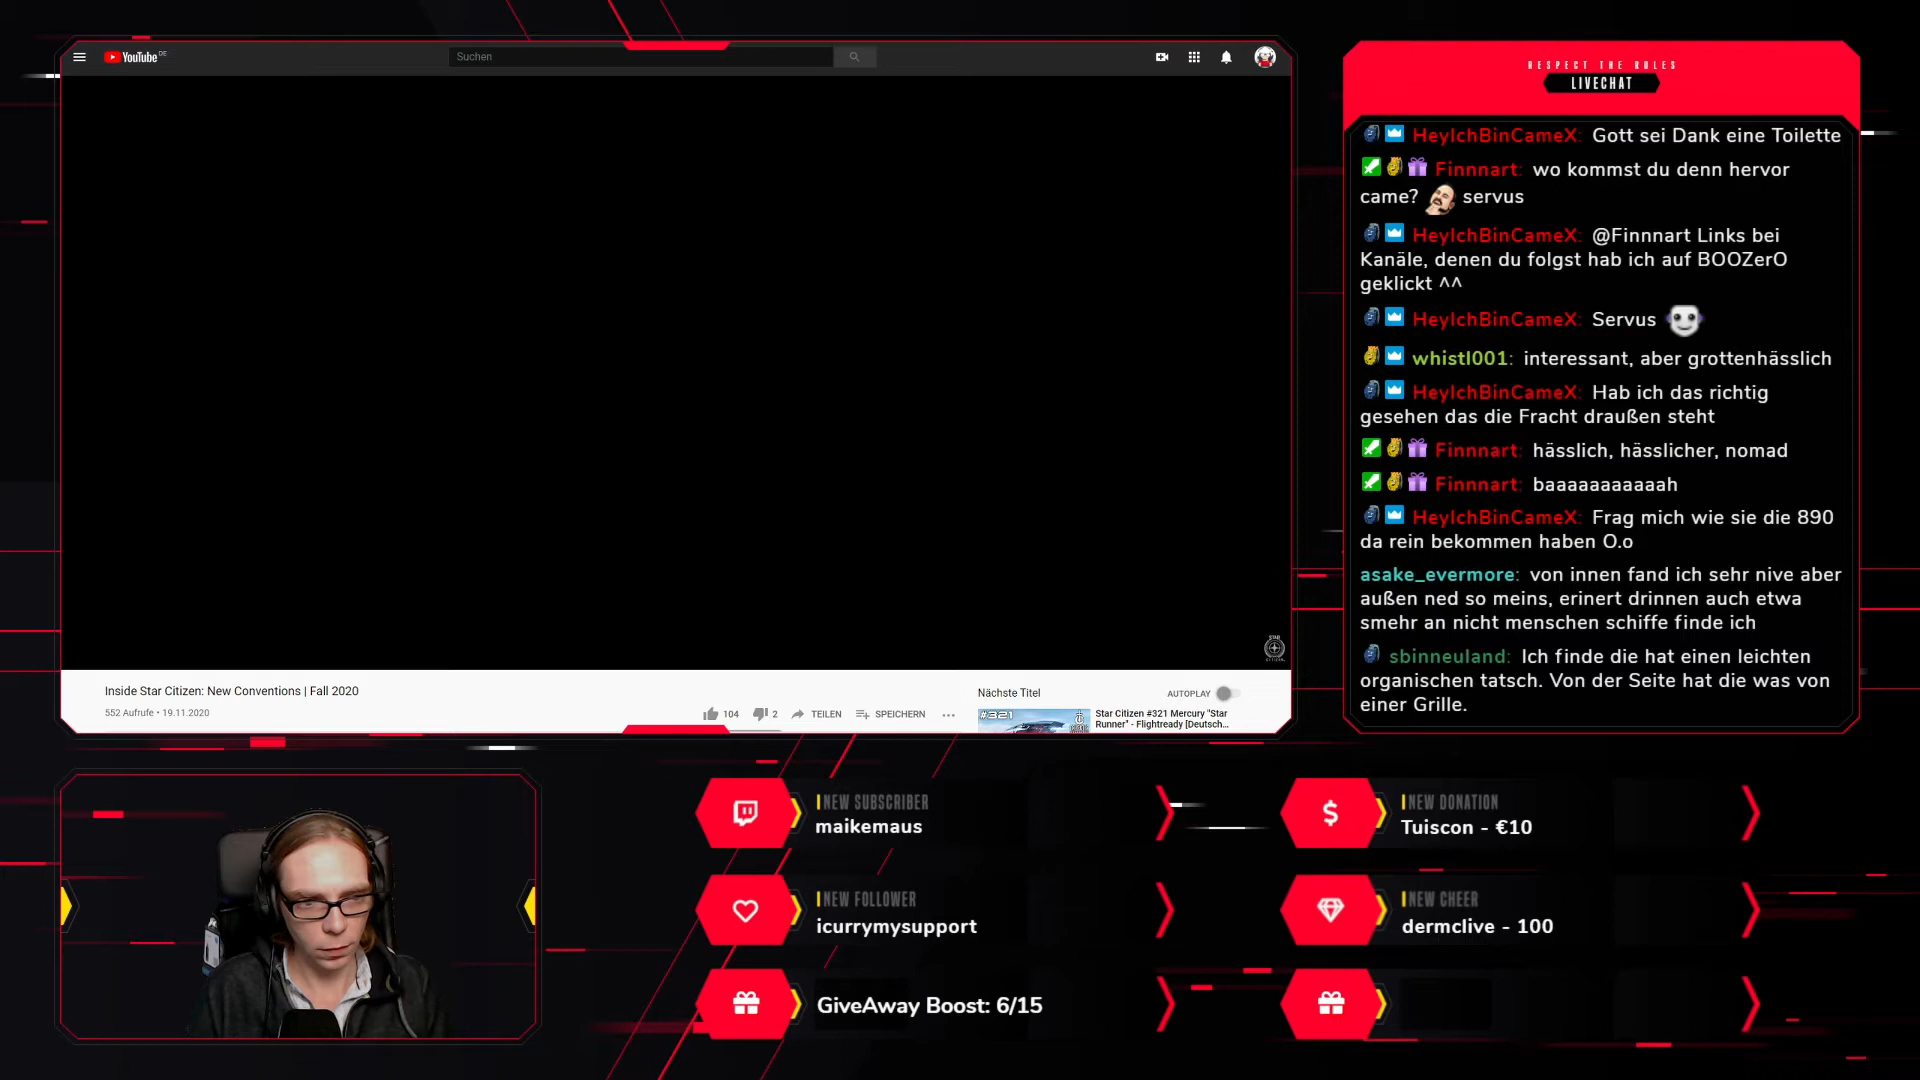 YouTube DE
Suchen
Inside Star Citizen: New Conventions | Fall 2020
552 Aufrufe • 19.11.2020
104
2
TEILEN
SPEICHERN
Nächste Titel
AUTOPLAY
#321
Star Citizen #321 Mercury "Star
Runner" - Flightready [Deutsch...
RESPECT THE RULES
LIVECHAT
HeyIchBinCameX: Gott sei Dank eine Toilette
Finnnart: wo kommst du denn hervor
came? servus
HeyIchBinCameX: @Finnnart Links bei
Kanäle, denen du folgst hab ich auf BOOZerO
geklickt ^^
HeyIchBinCameX: Servus
whistl001: interessant, aber grottenhässlich
HeyIchBinCameX: Hab ich das richtig
gesehen das die Fracht draußen steht
Finnnart: hässlich, hässlicher, nomad
Finnnart: baaaaaaaaaaah
HeyIchBinCameX: Frag mich wie sie die 890
da rein bekommen haben O.o
asake_evermore: von innen fand ich sehr nive aber
außen ned so meins, erinert drinnen auch etwa
smehr an nicht menschen schiffe finde ich
sbinneuland: Ich finde die hat einen leichten
organischen tatsch. Von der Seite hat die was von
einer Grille.
NEW SUBSCRIBER
maikemaus
NEW DONATION
Tuiscon - €10
NEW FOLLOWER
icurrymysupport
NEW CHEER
dermclive - 100
GiveAway Boost: 6/15